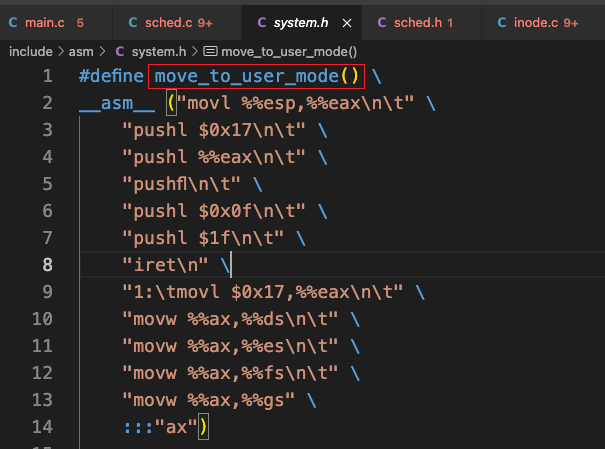 C main.c 5 C sched.c 9+ C system.h × C sched.h 1 C inode.c 9+
include > asm > C system.h > move_to_user_mode()
1 #define move_to_user_mode() \
2 __asm__ ("movl %%esp,%%eax\n\t" \
3 "pushl $0x17\n\t" \
4 "pushl %%eax\n\t" \
5 "pushfl\n\t" \
6 "pushl $0x0f\n\t" \
7 "pushl $1f\n\t" \
8 "iret\n" \
9 "1:\tmovl $0x17,%%eax\n\t" \
10 "movw %%ax,%%ds\n\t" \
11 "movw %%ax,%%es\n\t" \
12 "movw %%ax,%%fs\n\t" \
13 "movw %%ax,%%gs" \
14 :::"ax")